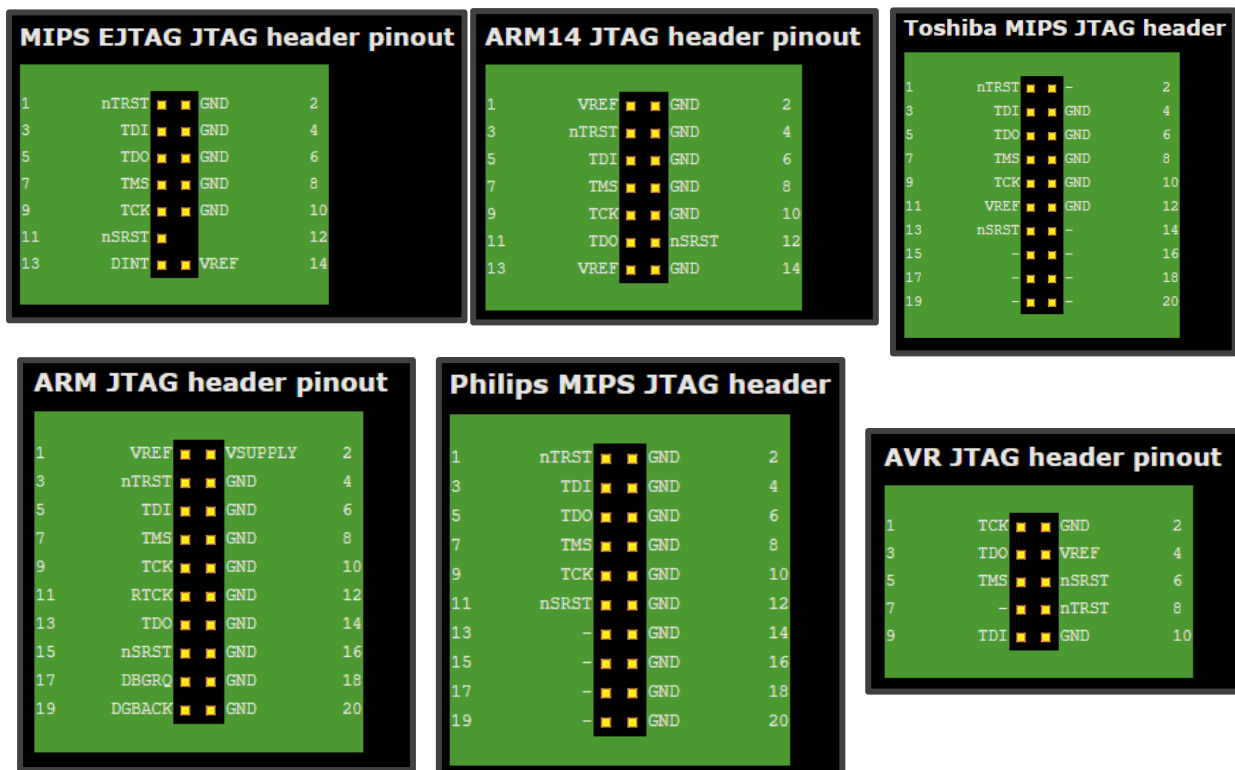 MIPS EJTAG JTAG header pinout
1 nTRST GND 2
3 TDI GND 4
5 TDO GND 6
7 TMS GND 8
9 TCK GND 10
11 nSRST 12
13 DINT VREF 14
ARM14 JTAG header pinout
1 VREF GND 2
3 nTRST GND 4
5 TDI GND 6
7 TMS GND 8
9 TCK GND 10
11 TDO nSRST 12
13 VREF GND 14
Toshiba MIPS JTAG header
1 nTRST - 2
3 TDI GND 4
5 TDO GND 6
7 TMS GND 8
9 TCK GND 10
11 VREF GND 12
13 nSRST - 14
15 - - 16
17 - - 18
19 - - 20
ARM JTAG header pinout
1 VREF VSUPPLY 2
3 nTRST GND 4
5 TDI GND 6
7 TMS GND 8
9 TCK GND 10
11 RTCK GND 12
13 TDO GND 14
15 nSRST GND 16
17 DBGRQ GND 18
19 DGBACK GND 20
Philips MIPS JTAG header
1 nTRST GND 2
3 TDI GND 4
5 TDO GND 6
7 TMS GND 8
9 TCK GND 10
11 nSRST GND 12
13 - GND 14
15 - GND 16
17 - GND 18
19 - GND 20
AVR JTAG header pinout
1 TCK GND 2
3 TDO VREF 4
5 TMS nSRST 6
7 - nTRST 8
9 TDI GND 10